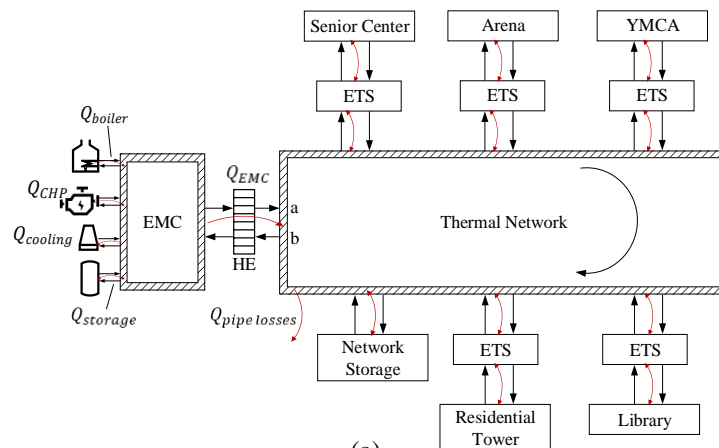 Senior Center
Arena
YMCA
ETS
ETS
ETS
Q_boiler
Q_CHP
Q_cooling
Q_storage
EMC
Q_EMC
HE
a
b
Thermal Network
Q_pipe losses
Network
Storage
ETS
ETS
Residential
Tower
Library